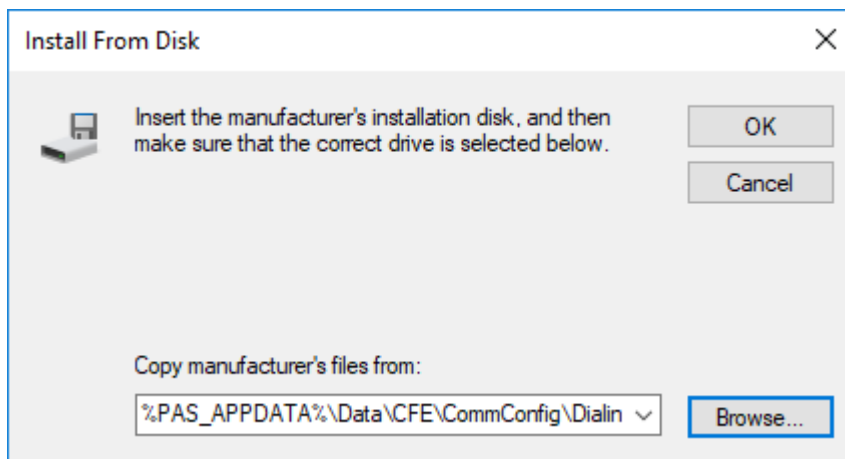 Install From Disk
Insert the manufacturer's installation disk, and then
make sure that the correct drive is selected below.
OK
Cancel
Copy manufacturer's files from:
%PAS_APPDATA%\Data\CFE\CommConfig\Dialin
Browse...